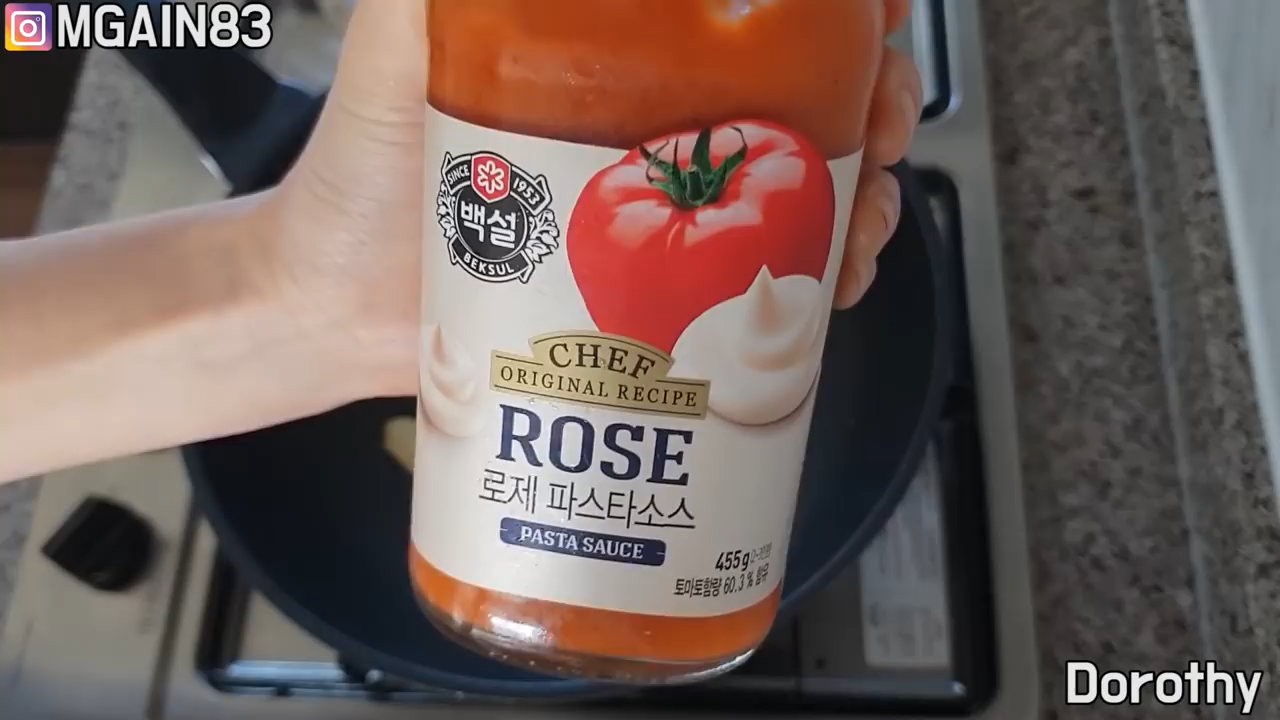 MGAIN83
SINCE 1953
백설
BEKSUL
CHEF
ORIGINAL RECIPE
ROSE
로제 파스타소스
PASTA SAUCE
455g
토마토함량 60.3 % 함유
Dorothy